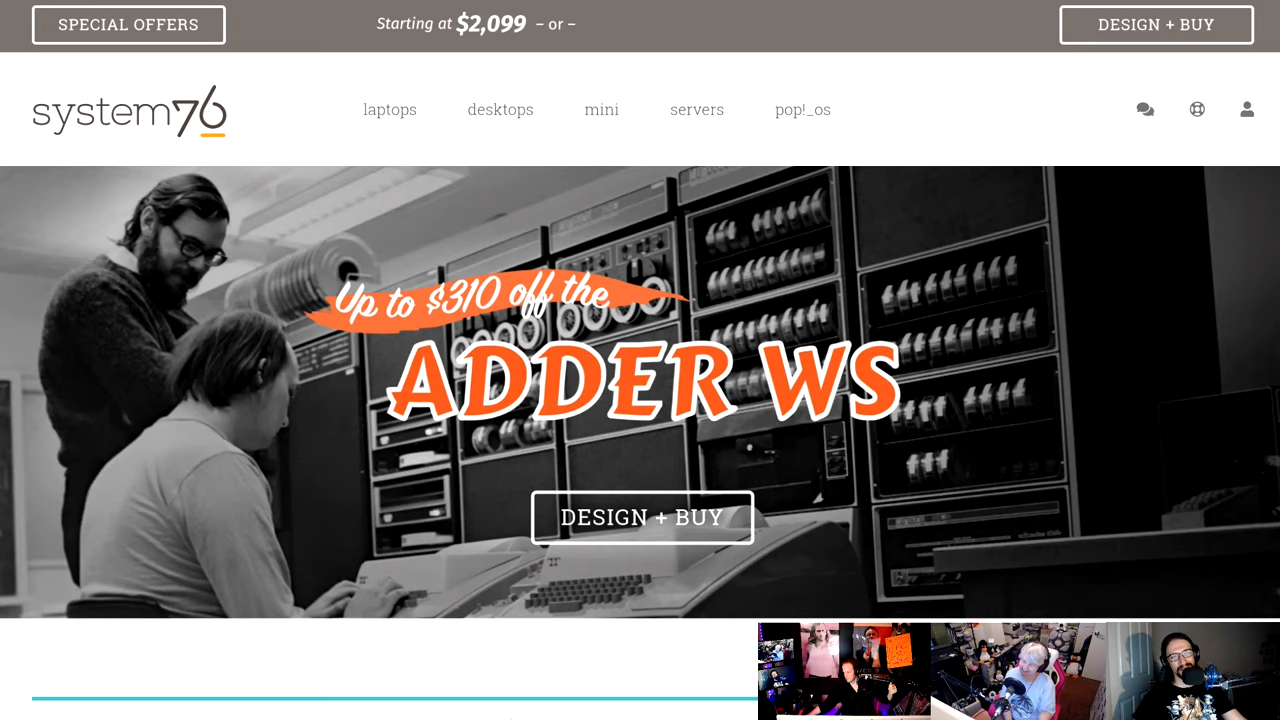 SPECIAL OFFERS
Starting at $2,099 – or –
DESIGN + BUY
system76
laptops
desktops
mini
servers
pop!_os
Up to $310 off the
ADDER WS
DESIGN + BUY